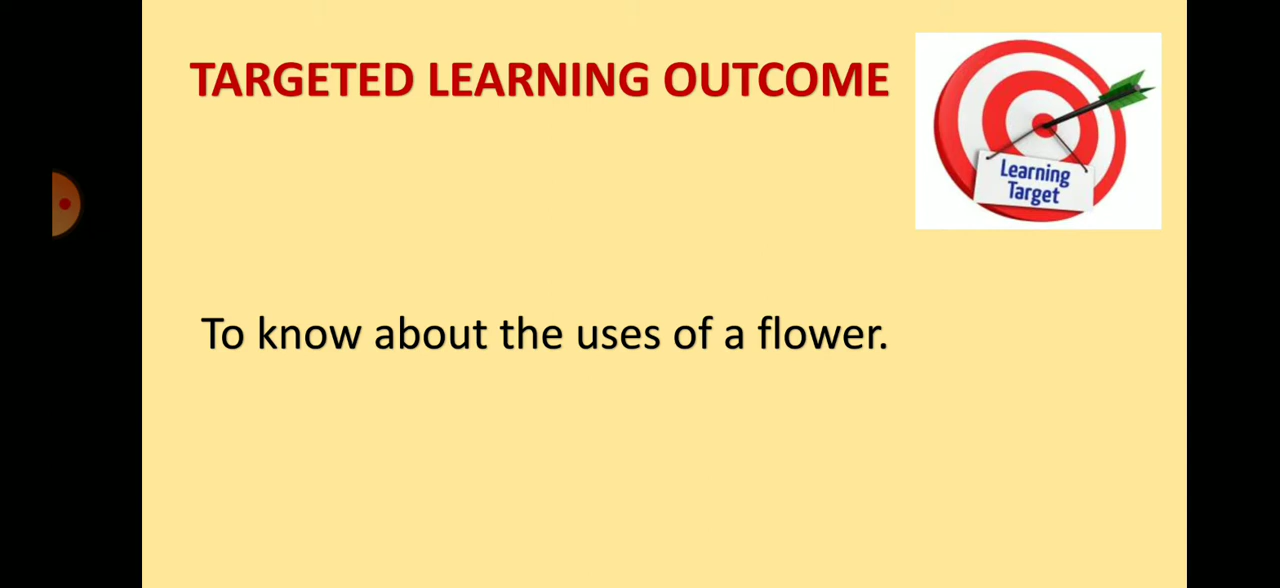 TARGETED LEARNING OUTCOME
Learning
Target
To know about the uses of a flower.